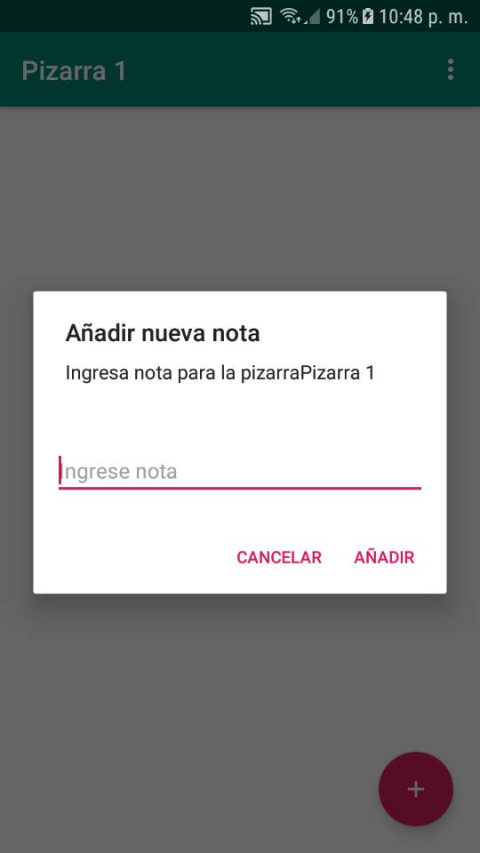 91% 10:48 p. m.
Pizarra 1
Añadir nueva nota
Ingresa nota para la pizarraPizarra 1
Ingrese nota
CANCELAR AÑADIR
+